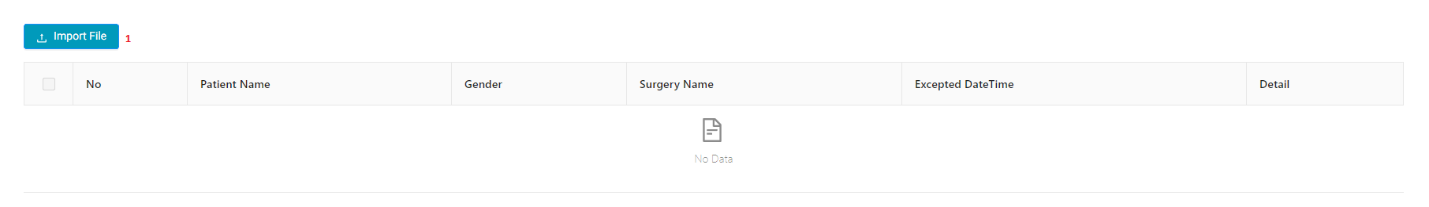 Import File 1
No Patient Name Gender Surgery Name Excepted DateTime Detail
No Data